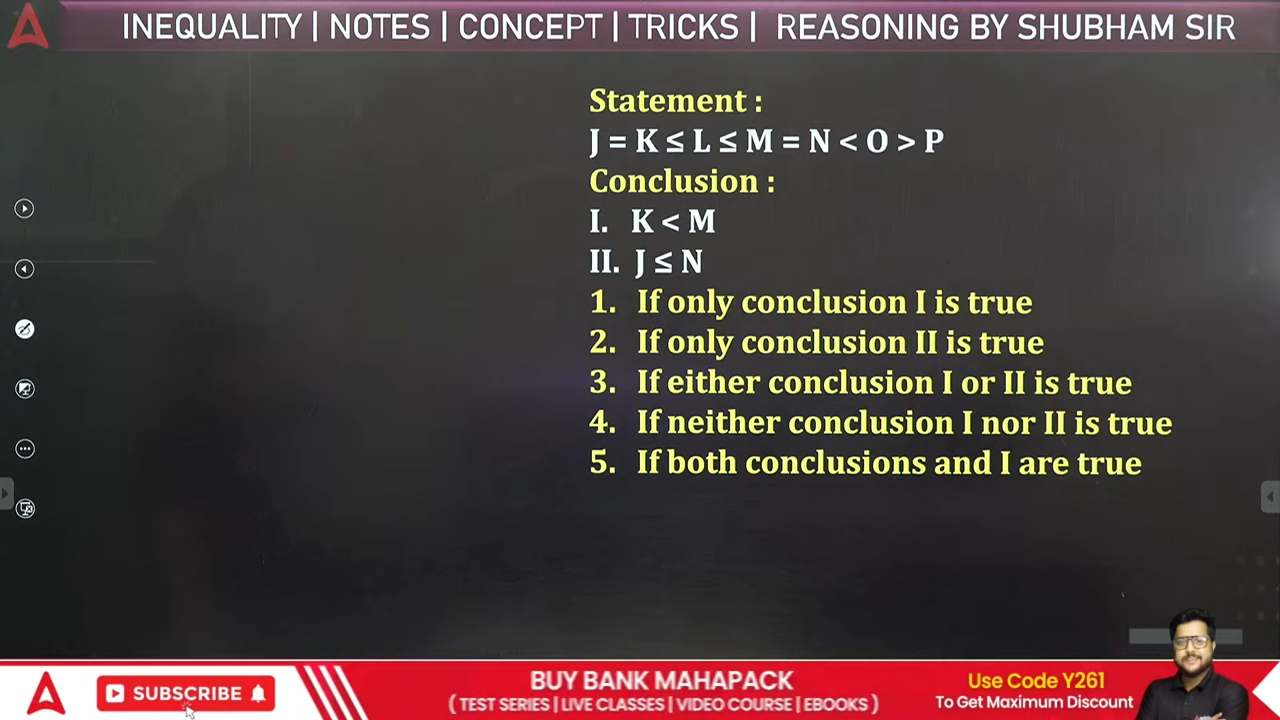 INEQUALITY | NOTES | CONCEPT | TRICKS | REASONING BY SHUBHAM SIR
Statement :
J = K ≤ L ≤ M = N < O > P
Conclusion :
I. K < M
II. J ≤ N
1. If only conclusion I is true
2. If only conclusion II is true
3. If either conclusion I or II is true
4. If neither conclusion I nor II is true
5. If both conclusions and I are true
SUBSCRIBE
BUY BANK MAHAPACK
( TEST SERIES | LIVE CLASSES | VIDEO COURSE | EBOOKS )
Use Code Y261
To Get Maximum Discount